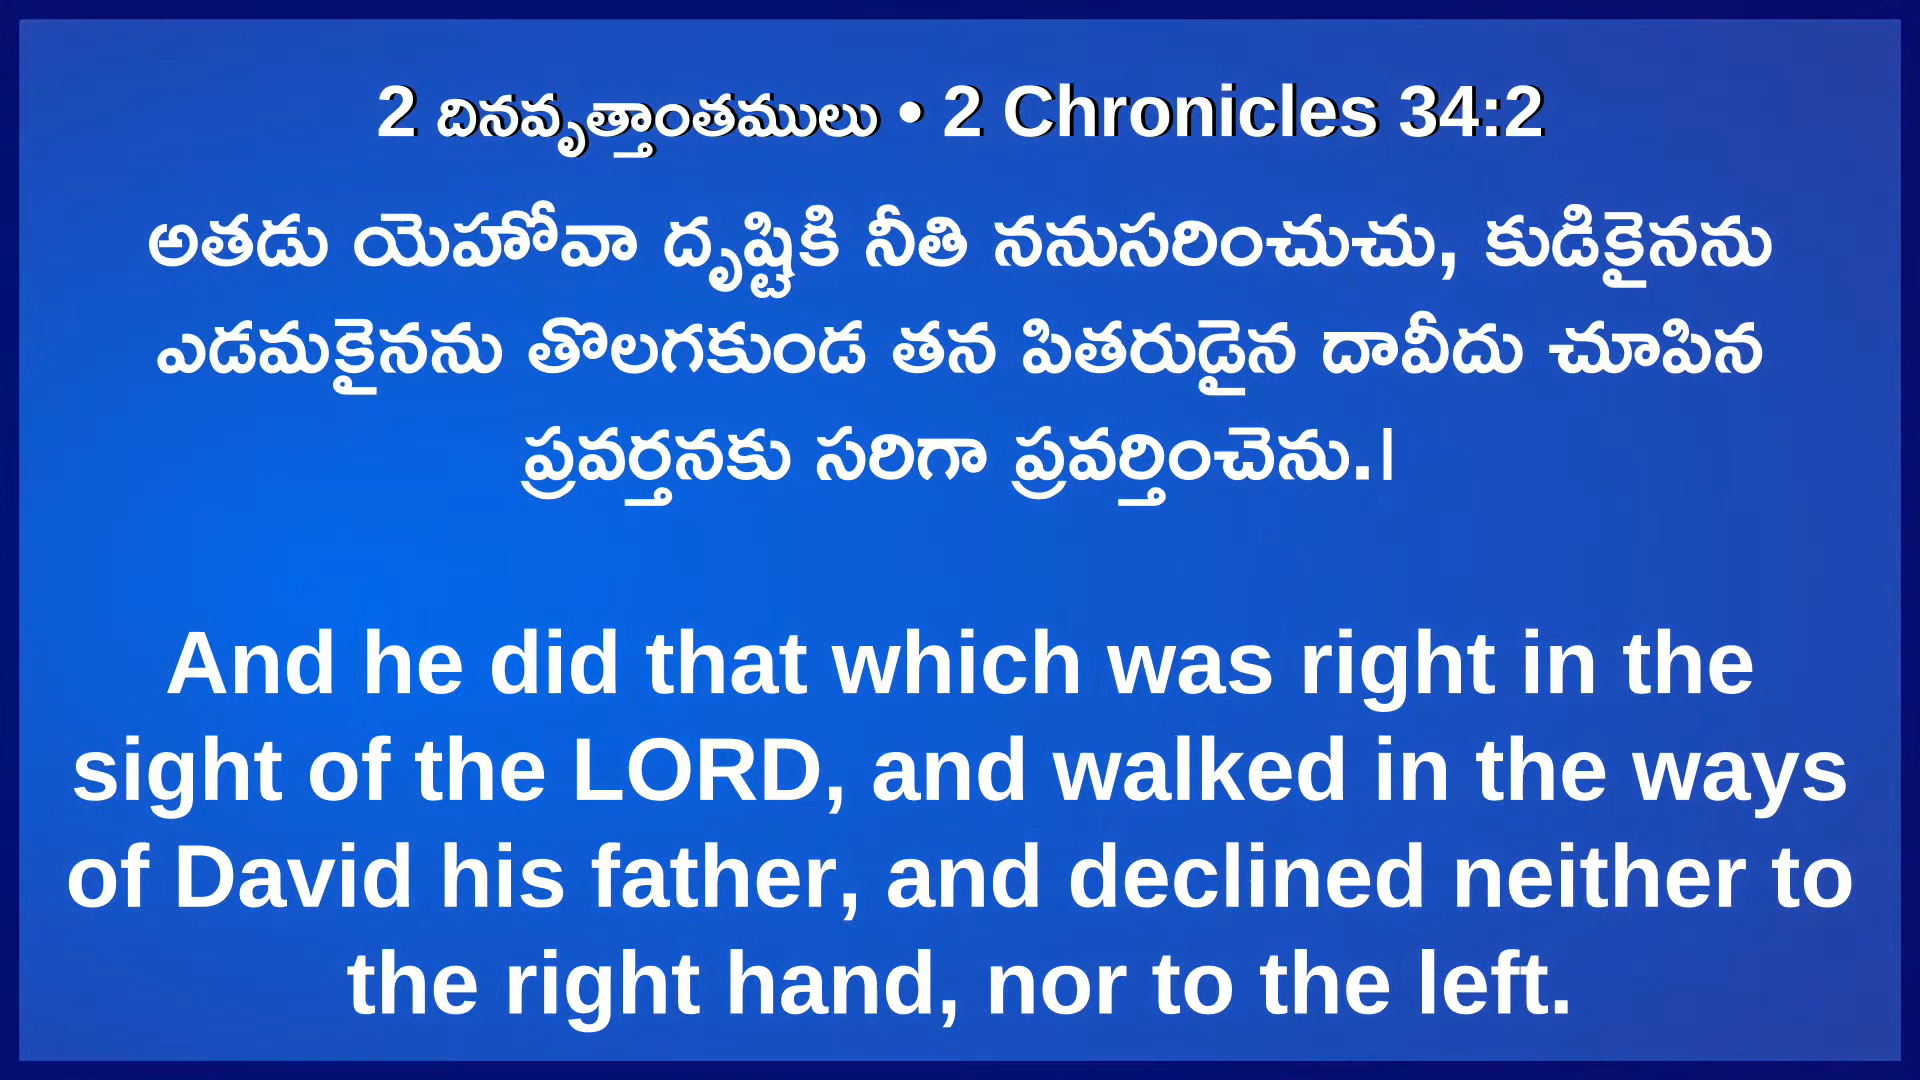 2 దినవృత్తాంతములు • 2 Chronicles 34:2
అతడు యెహోవా దృష్టికి నీతి ననుసరించుచు, కుడికైనను
ఎడమకైనను తొలగకుండ తన పితరుడైన దావీదు చూపిన
ప్రవర్తనకు సరిగా ప్రవర్తించెను.|
And he did that which was right in the
sight of the LORD, and walked in the ways
of David his father, and declined neither to
the right hand, nor to the left.